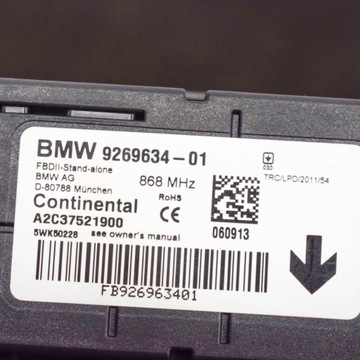 BMW 9269634-01
FBDII-Stand-alone
BMW AG
D-80788 München
868 MHz
030
TRC/LPD/2011/54
Continental
RoHS
CE
A2C37521900
5WK50228 see owner's manual
060913
FB926963401